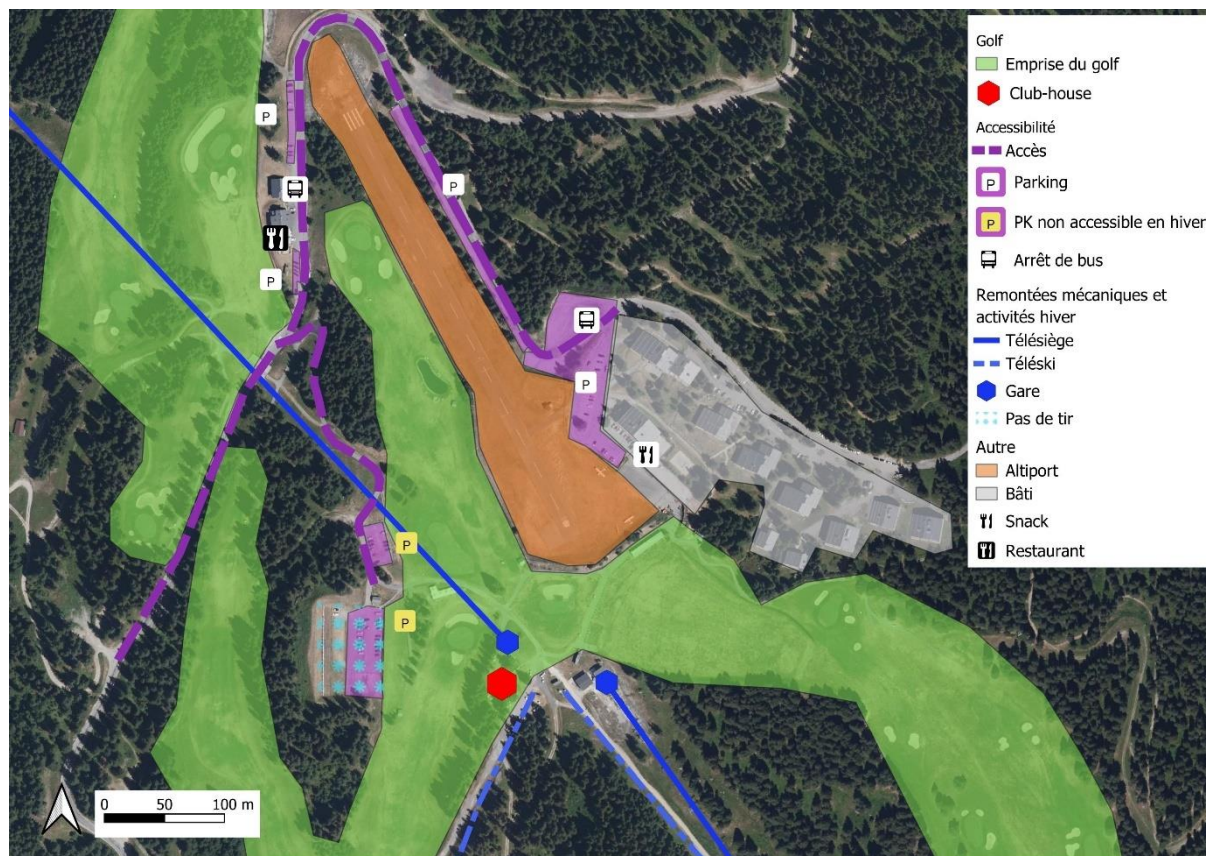 Golf
Emprise du golf
Club-house
Accessibilité
Accès
P Parking
P PK non accessible en hiver
Arrêt de bus
Remontées mécaniques et
activités hiver
Télésiège
Téléski
Gare
Pas de tir
Autre
Altiport
Bâti
Snack
Restaurant
P
P
P
P
P
P
0 50 100 m